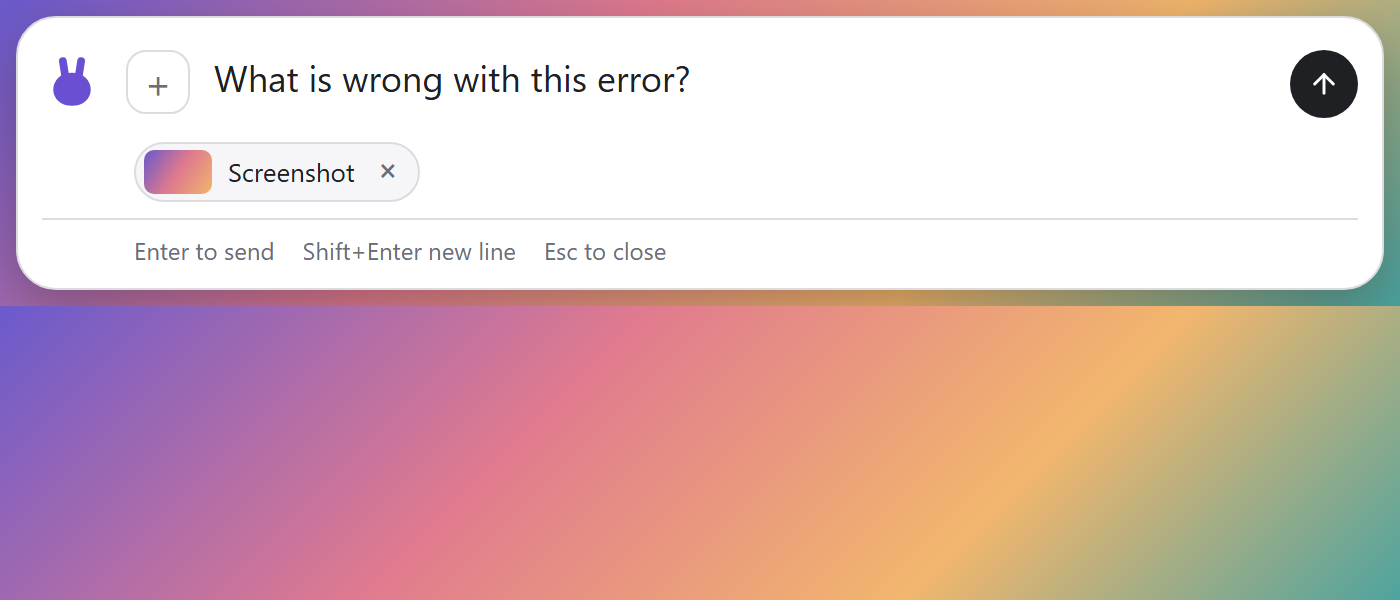 What is wrong with this error?
Screenshot
Enter to send Shift+Enter new line Esc to close